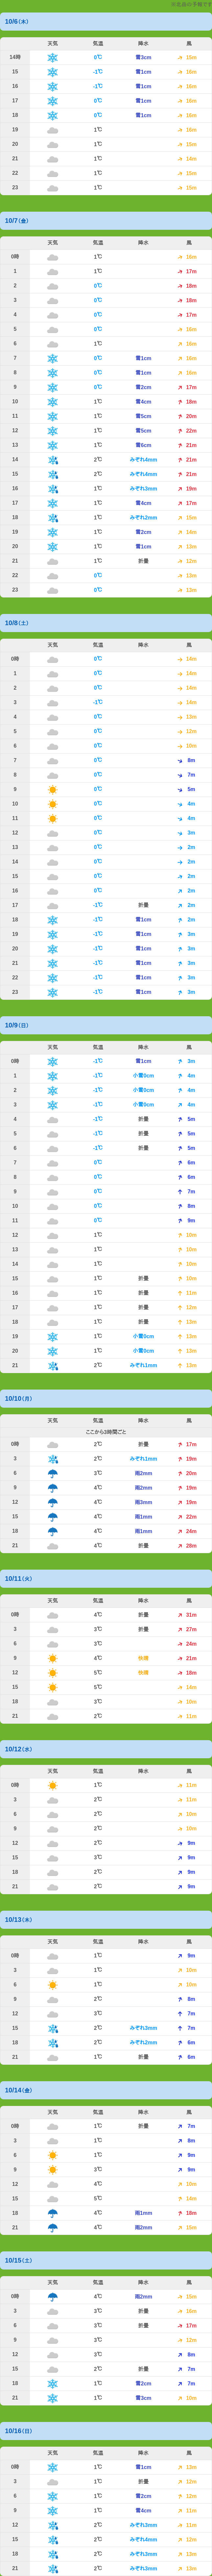 10/6(木)
天気 気温 降水 風
14時 0℃ 雪3cm 15m
15 -1℃ 雪1cm 16m
16 -1℃ 雪1cm 16m
17 0℃ 雪1cm 16m
18 0℃ 雪1cm 16m
19 1℃ 16m
20 1℃ 15m
21 1℃ 14m
22 1℃ 15m
23 1℃ 15m
10/7(金)
天気 気温 降水 風
0時 1℃ 16m
1 1℃ 17m
2 0℃ 18m
3 0℃ 18m
4 0℃ 17m
5 0℃ 16m
6 1℃ 16m
7 0℃ 雪1cm 16m
8 0℃ 雪1cm 16m
9 0℃ 雪2cm 17m
10 1℃ 雪4cm 18m
11 1℃ 雪5cm 20m
12 1℃ 雪5cm 22m
13 1℃ 雪6cm 21m
14 2℃ みぞれ4mm 21m
15 2℃ みぞれ4mm 21m
16 1℃ みぞれ3mm 19m
17 1℃ 雪4cm 17m
18 1℃ みぞれ2mm 15m
19 1℃ 雪2cm 14m
20 1℃ 雪1cm 13m
21 1℃ 折曇 12m
22 0℃ 13m
23 0℃ 13m
10/8(土)
天気 気温 降水 風
0時 0℃ 14m
1 0℃ 14m
2 0℃ 14m
3 -1℃ 14m
4 0℃ 13m
5 0℃ 12m
6 0℃ 10m
7 0℃ 8m
8 0℃ 7m
9 0℃ 5m
10 0℃ 4m
11 0℃ 4m
12 0℃ 3m
13 0℃ 2m
14 0℃ 2m
15 0℃ 2m
16 0℃ 2m
17 -1℃ 折曇 2m
18 -1℃ 雪1cm 2m
19 -1℃ 雪1cm 3m
20 -1℃ 雪1cm 3m
21 -1℃ 雪1cm 3m
22 -1℃ 雪1cm 3m
23 -1℃ 雪1cm 3m
10/9(日)
天気 気温 降水 風
0時 -1℃ 雪1cm 3m
1 -1℃ 小雪0cm 4m
2 -1℃ 小雪0cm 4m
3 -1℃ 小雪0cm 4m
4 -1℃ 折曇 5m
5 -1℃ 折曇 5m
6 -1℃ 折曇 5m
7 0℃ 6m
8 0℃ 6m
9 0℃ 7m
10 0℃ 8m
11 0℃ 9m
12 1℃ 10m
13 1℃ 10m
14 1℃ 10m
15 1℃ 折曇 10m
16 1℃ 折曇 11m
17 1℃ 折曇 12m
18 1℃ 折曇 13m
19 1℃ 小雪0cm 13m
20 1℃ 小雪0cm 13m
21 2℃ みぞれ1mm 13m
10/10(月)
天気 気温 降水 風
ここから3時間ごと
0時 2℃ 折曇 17m
3 2℃ みぞれ1mm 19m
6 3℃ 雨2mm 20m
9 4℃ 雨2mm 19m
12 4℃ 雨3mm 19m
15 4℃ 雨1mm 22m
18 4℃ 雨1mm 24m
21 4℃ 折曇 28m
10/11(火)
天気 気温 降水 風
0時 4℃ 折曇 31m
3 3℃ 折曇 27m
6 3℃ 24m
9 4℃ 快晴 21m
12 5℃ 快晴 18m
15 5℃ 14m
18 3℃ 10m
21 2℃ 11m
10/12(水)
天気 気温 降水 風
0時 1℃ 11m
3 2℃ 11m
6 2℃ 10m
9 2℃ 10m
12 2℃ 9m
15 3℃ 9m
18 2℃ 9m
21 2℃ 9m
10/13(木)
天気 気温 降水 風
0時 1℃ 9m
3 1℃ 10m
6 1℃ 10m
9 2℃ 8m
12 3℃ 7m
15 2℃ みぞれ3mm 7m
18 2℃ みぞれ2mm 6m
21 1℃ 折曇 6m
10/14(金)
天気 気温 降水 風
0時 1℃ 折曇 7m
3 1℃ 8m
6 1℃ 9m
9 3℃ 9m
12 4℃ 10m
15 5℃ 14m
18 4℃ 雨1mm 18m
21 4℃ 雨2mm 15m
10/15(土)
天気 気温 降水 風
0時 4℃ 雨2mm 15m
3 3℃ 折曇 16m
6 3℃ 折曇 17m
9 3℃ 12m
12 3℃ 8m
15 2℃ 折曇 7m
18 1℃ 雪2cm 7m
21 1℃ 雪3cm 10m
10/16(日)
天気 気温 降水 風
0時 1℃ 雪1cm 13m
3 1℃ 折曇 12m
6 1℃ 雪2cm 12m
9 1℃ 雪4cm 11m
12 2℃ みぞれ3mm 11m
15 2℃ みぞれ4mm 12m
18 2℃ みぞれ3mm 13m
21 2℃ みぞれ3mm 13m